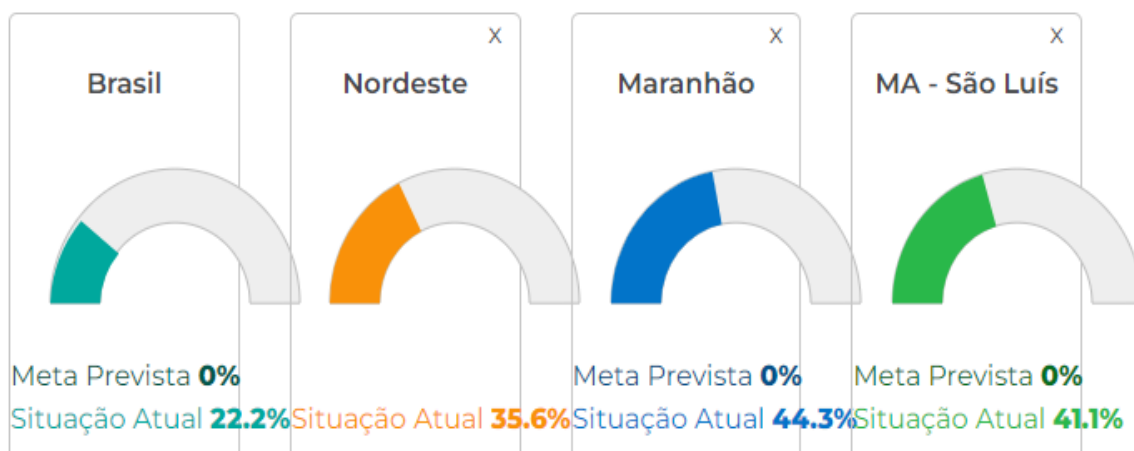 X X X
Brasil Nordeste Maranhão MA - São Luís
Meta Prevista 0% Meta Prevista 0% Meta Prevista 0%
Situação Atual 22.2% Situação Atual 35.6% Situação Atual 44.3% Situação Atual 41.1%